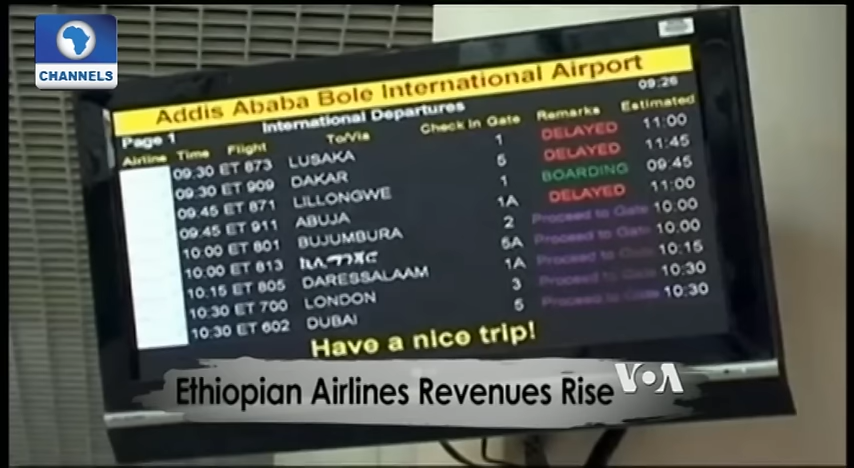 CHANNELS
Addis Ababa Bole International Airport
09:26
Page 1 International Departures
Airline Time Flight To/Via Check In Gate Remarks Estimated
09:30 ET 873 LUSAKA 1 DELAYED 11:00
09:30 ET 909 DAKAR 5 DELAYED 11:45
09:45 ET 871 LILLONGWE 1 BOARDING 09:45
09:45 ET 911 ABUJA 1A DELAYED 11:00
10:00 ET 801 BUJUMBURA 2 Proceed to Gate 10:00
10:00 ET 813 5A Proceed to Gate 10:00
10:15 ET 805 DARESSALAAM 1A Proceed to Gate 10:15
10:30 ET 700 LONDON 3 Proceed to Gate 10:30
10:30 ET 602 DUBAI 5 Proceed to Gate 10:30
Have a nice trip!
Ethiopian Airlines Revenues Rise
VOA